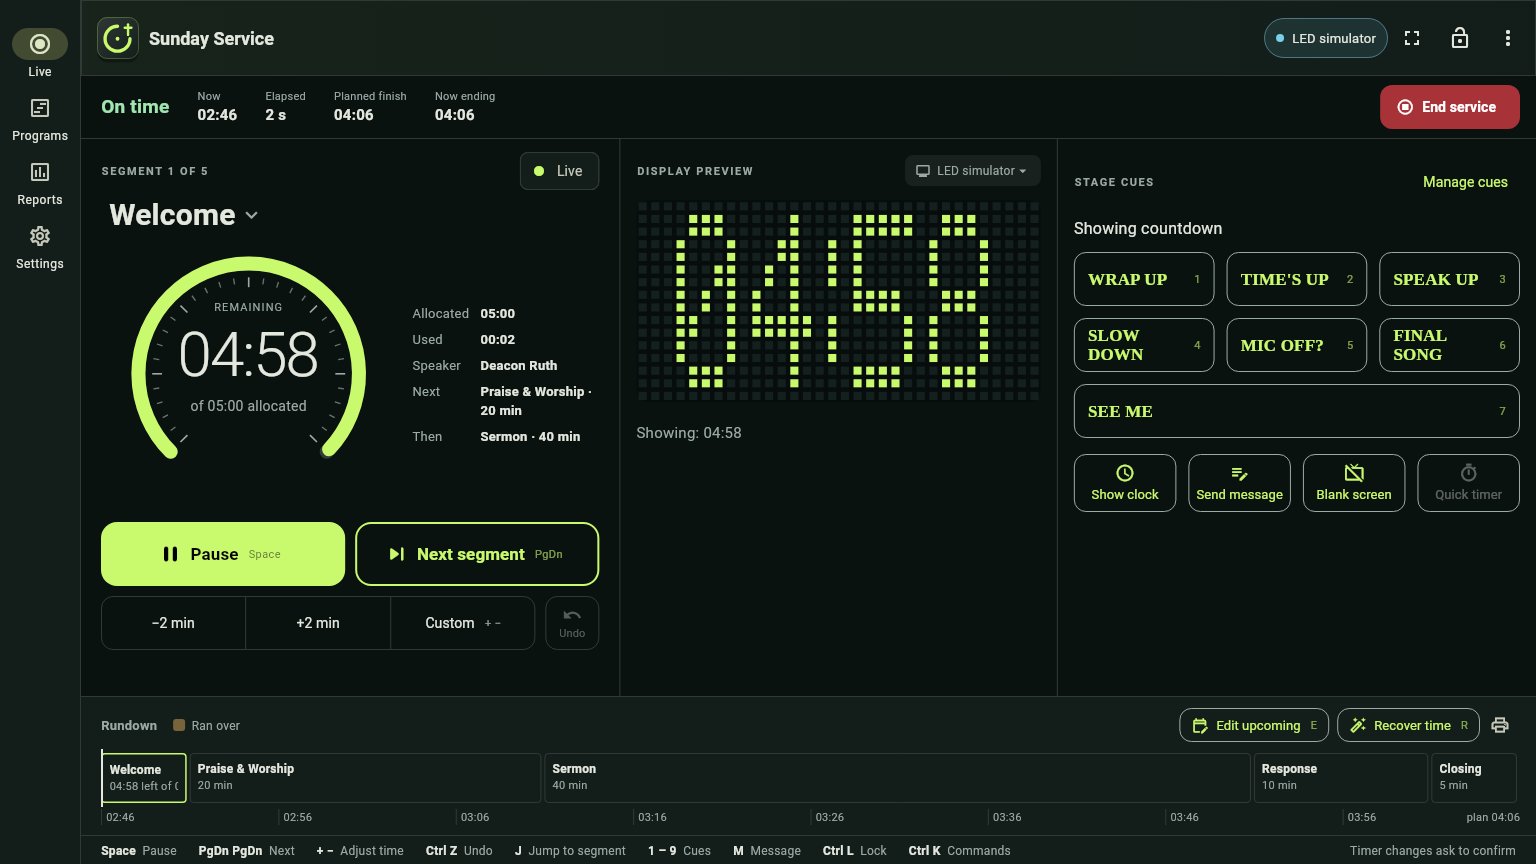 Sunday Service
LED simulator
Live
Programs
Reports
Settings
On time
Now
02:46
Elapsed
2 s
Planned finish
04:06
Now ending
04:06
End service
SEGMENT 1 OF 5
Live
Welcome
REMAINING
04:58
of 05:00 allocated
Allocated 05:00
Used 00:02
Speaker Deacon Ruth
Next Praise & Worship ·
20 min
Then Sermon · 40 min
Pause Space
Next segment PgDn
−2 min
+2 min
Custom + −
Undo
DISPLAY PREVIEW
LED simulator
04:58
Showing: 04:58
STAGE CUES
Manage cues
Showing countdown
WRAP UP 1
TIME'S UP 2
SPEAK UP 3
SLOW
DOWN 4
MIC OFF? 5
FINAL
SONG 6
SEE ME 7
Show clock
Send message
Blank screen
Quick timer
Rundown
Ran over
Edit upcoming E
Recover time R
Welcome
04:58 left of
Praise & Worship
20 min
Sermon
40 min
Response
10 min
Closing
5 min
02:46
02:56
03:06
03:16
03:26
03:36
03:46
03:56
plan 04:06
Space Pause
PgDn PgDn Next
+ − Adjust time
Ctrl Z Undo
J Jump to segment
1 – 9 Cues
M Message
Ctrl L Lock
Ctrl K Commands
Timer changes ask to confirm